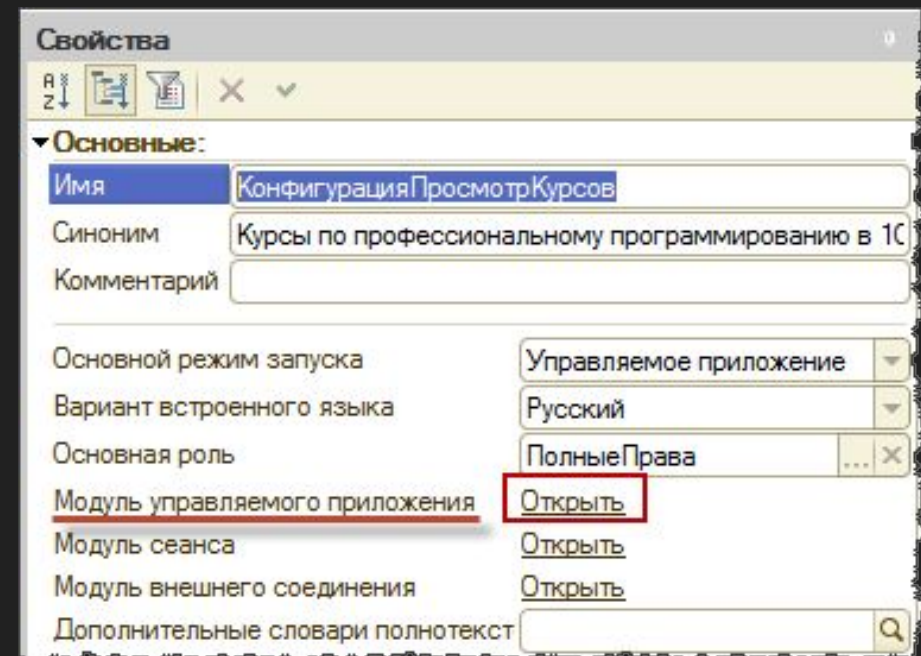 Свойства
Основные:
Имя КонфигурацияПросмотрКурсов
Синоним Курсы по профессиональному программированию в 1С
Комментарий
Основной режим запуска Управляемое приложение
Вариант встроенного языка Русский
Основная роль ПолныеПрава ...
Модуль управляемого приложения Открыть
Модуль сеанса Открыть
Модуль внешнего соединения Открыть
Дополнительные словари полнотекст